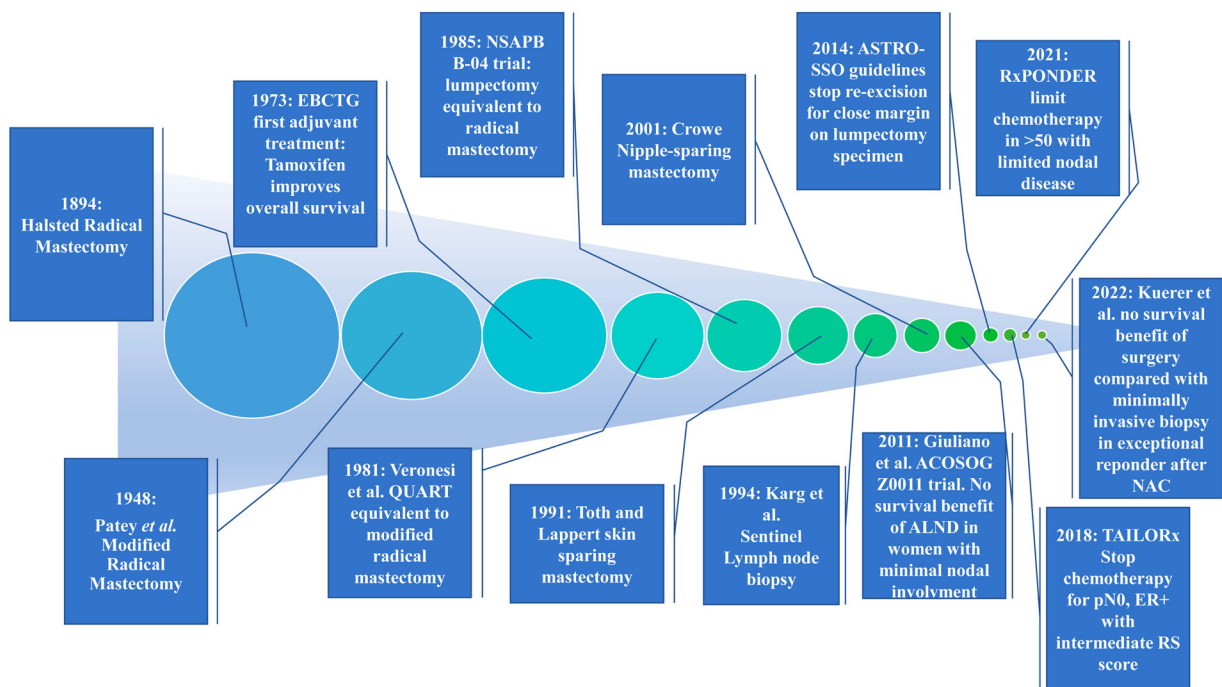 1894:
Halsted Radical
Mastectomy
1948:
Patey et al.
Modified
Radical
Mastectomy
1973: EBCTG
first adjuvant
treatment:
Tamoxifen
improves
overall survival
1981: Veronesi
et al. QUART
equivalent to
modified
radical
mastectomy
1985: NSAPB
B-04 trial:
lumpectomy
equivalent to
radical
mastectomy
1991: Toth and
Lappert skin
sparing
mastectomy
1994: Karg et
al.
Sentinel
Lymph node
biopsy
2001: Crowe
Nipple-sparing
mastectomy
2011: Giuliano
et al. ACOSOG
Z0011 trial. No
survival benefit
of ALND in
women with
minimal nodal
involvment
2014: ASTRO-
SSO guidelines
stop re-excision
for close margin
on lumpectomy
specimen
2018: TAILORx
Stop
chemotherapy
for pN0, ER+
with
intermediate RS
score
2021:
RxPONDER
limit
chemotherapy
in >50 with
limited nodal
disease
2022: Kuerer et
al. no survival
benefit of
surgery
compared with
minimally
invasive biopsy
in exceptional
reponder after
NAC